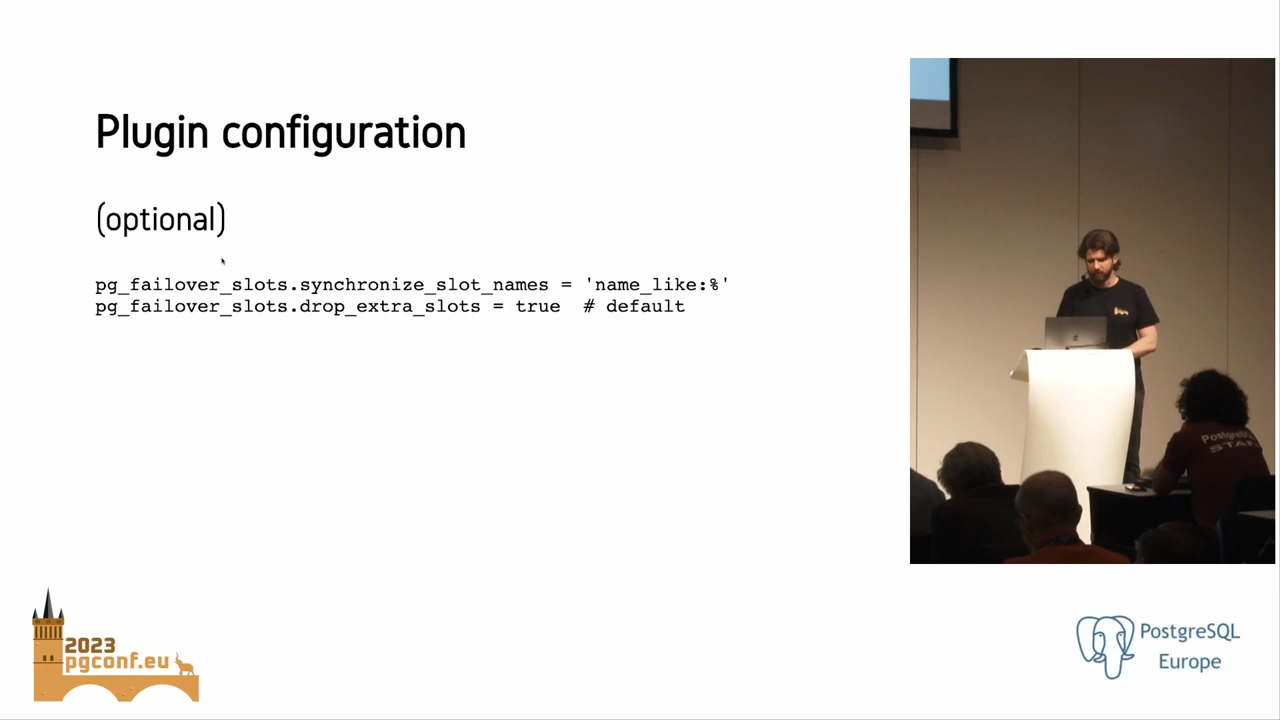 Plugin configuration
(optional)
pg_failover_slots.synchronize_slot_names = 'name_like:%'
pg_failover_slots.drop_extra_slots = true  # default
2023
pgconf.eu
PostgreSQL
Europe